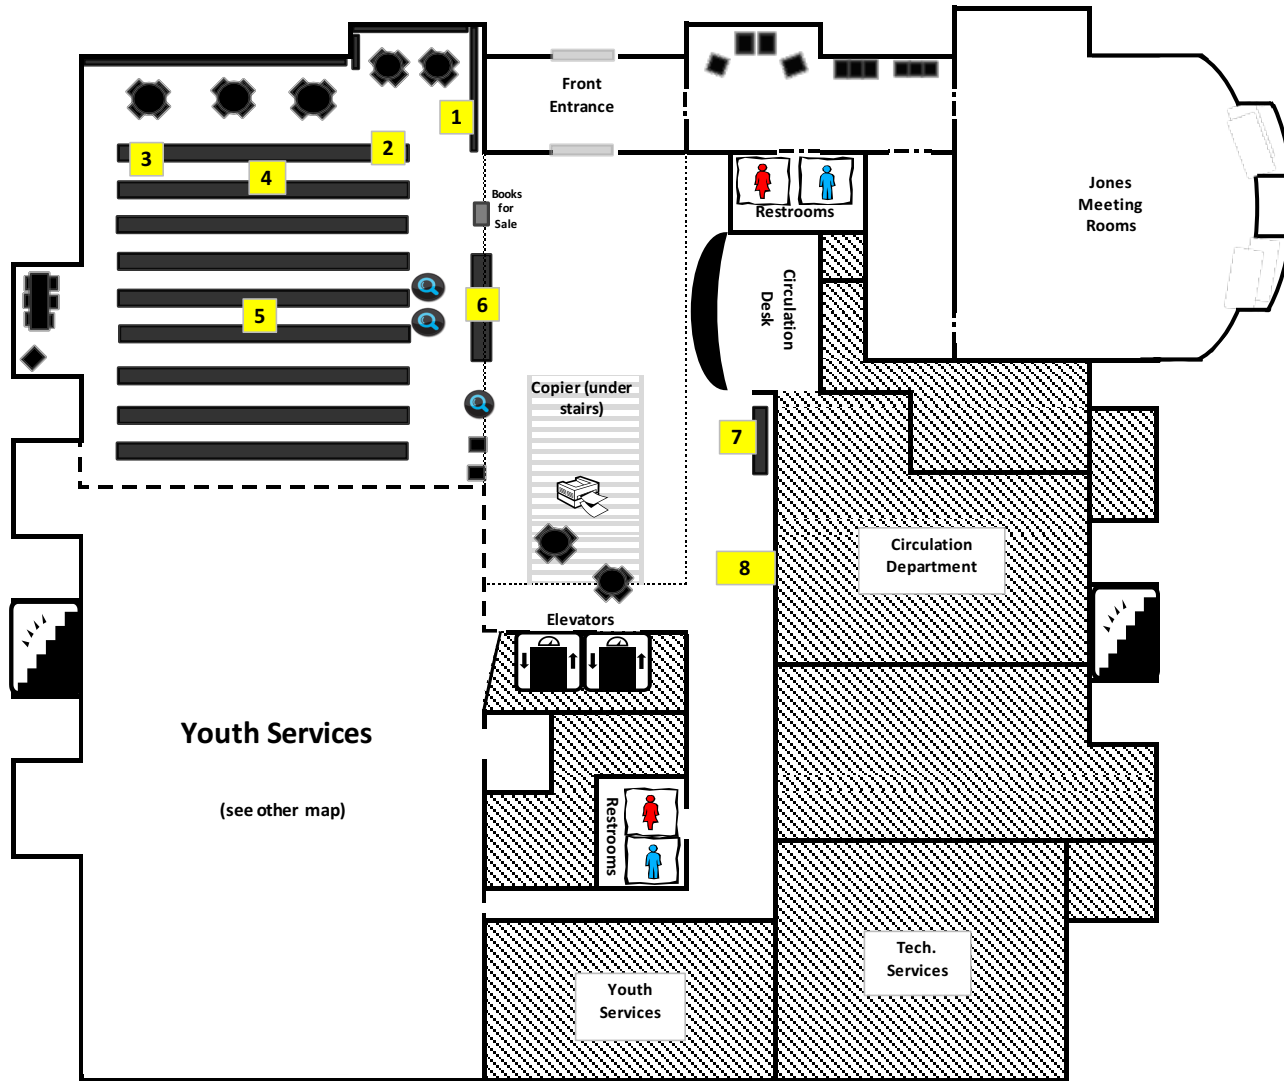 Front
Entrance
1
2
3
4
Books
for
Sale
Restrooms
Jones
Meeting
Rooms
Circulation
Desk
5
6
Copier (under
stairs)
7
8
Circulation
Department
Elevators
Youth Services
(see other map)
Restrooms
Tech.
Services
Youth
Services